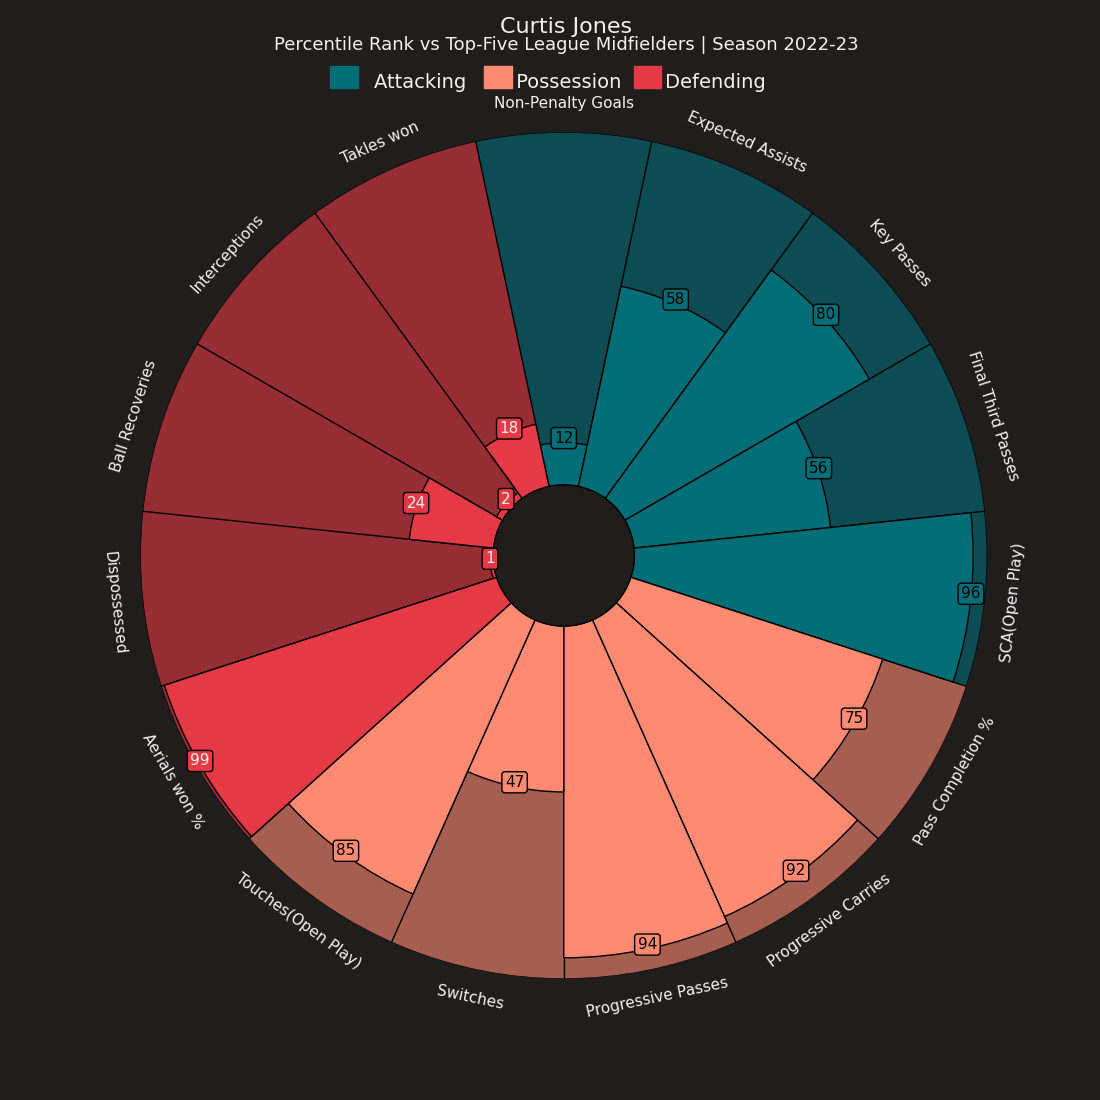 Curtis Jones
Percentile Rank vs Top-Five League Midfielders | Season 2022-23
Attacking Possession Defending
Non-Penalty Goals
Expected Assists
Key Passes
Final Third Passes
SCA(Open Play)
Pass Completion %
Progressive Carries
Progressive Passes
Switches
Touches(Open Play)
Aerials won %
Dispossessed
Ball Recoveries
Interceptions
Takles won
12
58
80
56
96
75
92
94
47
85
99
1
24
2
18